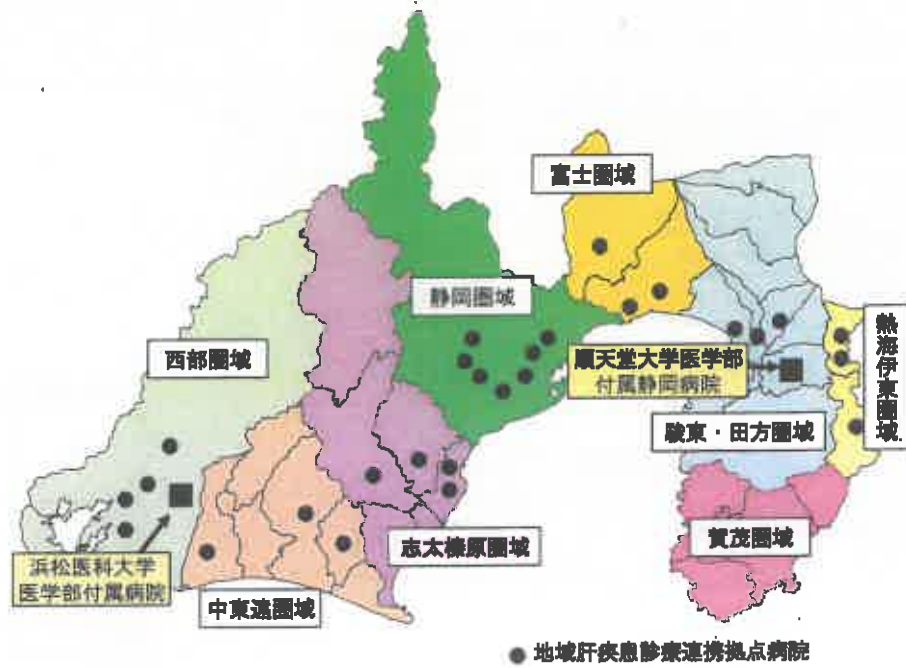 富士圏域
静岡圏域
西部圏域
順天堂大学医学部
付属静岡病院
熱海伊東圏域
駿東・田方圏域
賀茂圏域
志太榛原圏域
浜松医科大学
医学部付属病院
中東遠圏域
地域肝疾患診療連携拠点病院